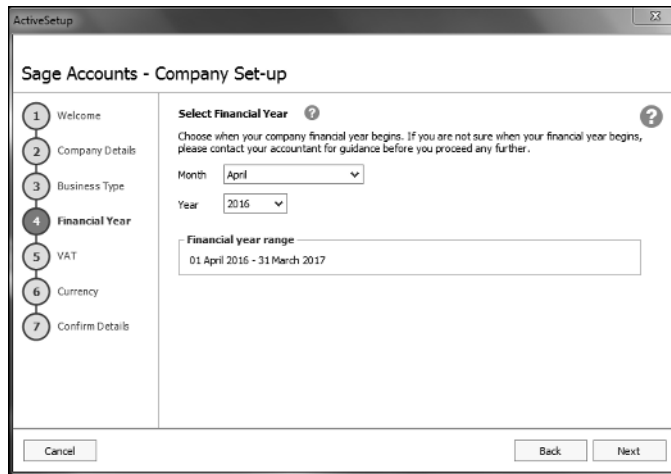 ActiveSetup
Sage Accounts - Company Set-up
1 Welcome
2 Company Details
3 Business Type
4 Financial Year
5 VAT
6 Currency
7 Confirm Details
Select Financial Year ?
?
Choose when your company financial year begins. If you are not sure when your financial year begins,
please contact your accountant for guidance before you proceed any further.
Month April
Year 2016
Financial year range
01 April 2016 - 31 March 2017
Cancel
Back
Next